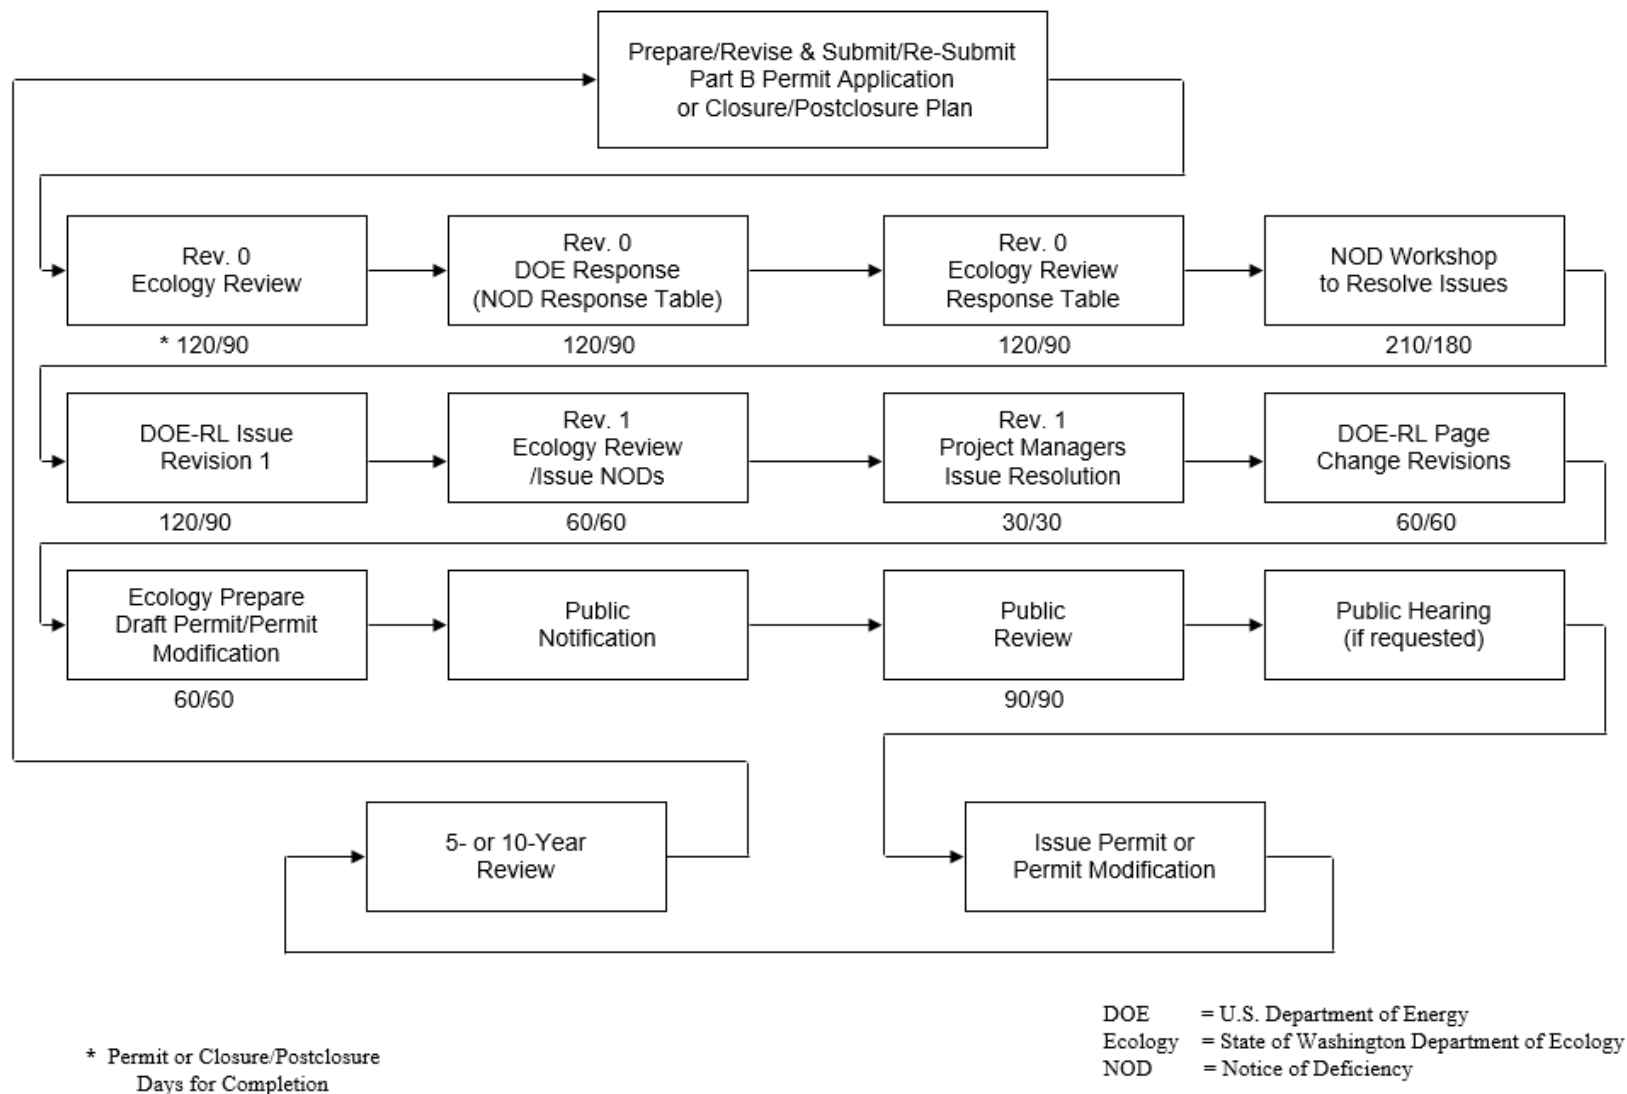 Prepare/Revise & Submit/Re-Submit
Part B Permit Application
or Closure/Postclosure Plan
Rev. 0
Ecology Review
* 120/90
Rev. 0
DOE Response
(NOD Response Table)
120/90
Rev. 0
Ecology Review
Response Table
120/90
NOD Workshop
to Resolve Issues
210/180
DOE-RL Issue
Revision 1
120/90
Rev. 1
Ecology Review
/Issue NODs
60/60
Rev. 1
Project Managers
Issue Resolution
30/30
DOE-RL Page
Change Revisions
60/60
Ecology Prepare
Draft Permit/Permit
Modification
60/60
Public
Notification
Public
Review
90/90
Public Hearing
(if requested)
5- or 10-Year
Review
Issue Permit or
Permit Modification
* Permit or Closure/Postclosure
Days for Completion
DOE = U.S. Department of Energy
Ecology = State of Washington Department of Ecology
NOD = Notice of Deficiency